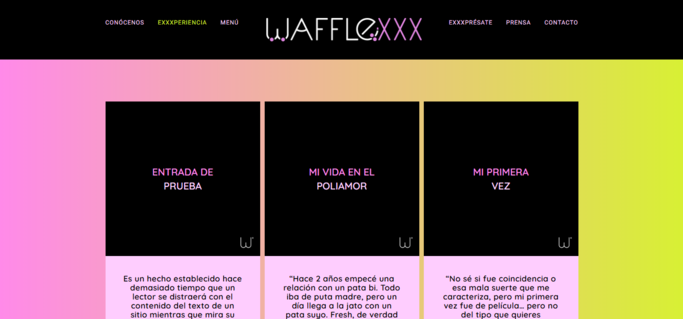 CONÓCENOS EXXXPERIENCIA MENÚ WAFFLEXXX EXXXPRÉSATE PRENSA CONTACTO
ENTRADA DE
PRUEBA
W
MI VIDA EN EL
POLIAMOR
W
MI PRIMERA
VEZ
W
Es un hecho establecido hace
demasiado tiempo que un
lector se distraerá con el
contenido del texto de un
sitio mientras que mira su
"Hace 2 años empecé una
relación con un pata bi. Todo
iba de puta madre, pero un
día llega a la jato con un
pata suyo. Fresh, de verdad
"No sé si fue coincidencia o
esa mala suerte que me
caracteriza, pero mi primera
vez fue de película... pero no
del tipo que quieres